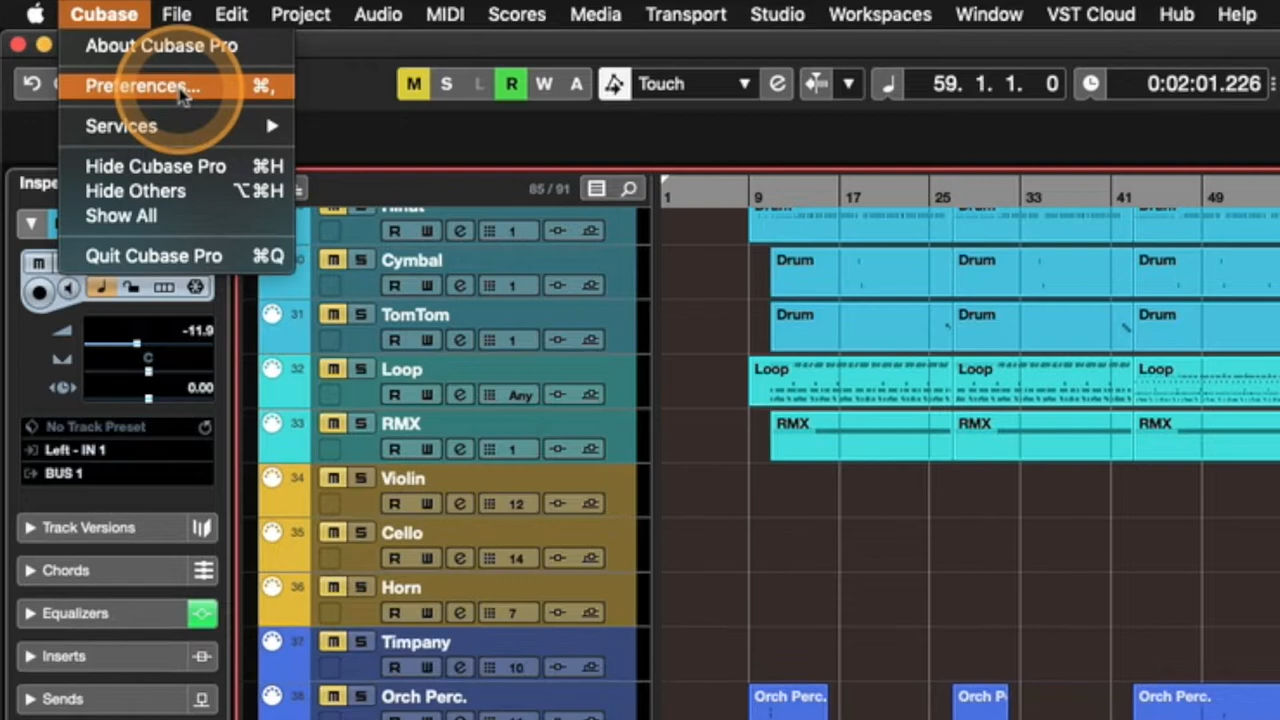 Cubase File Edit Project Audio MIDI Scores Media Transport Studio Workspaces Window VST Cloud Hub Help
About Cubase Pro
Preferences... ⌘,
Services
Hide Cubase Pro ⌘H
Hide Others ⌥⌘H
Show All
Quit Cubase Pro ⌘Q
M S L R W A Touch e 59. 1. 1. 0 0:02:01.226
Inspe
85 / 91
1 9 17 25 33 41 49
R W e 1
m S Cymbal
R W e 1
Drum Drum Drum
31 m S TomTom
R W e 1
Drum Drum Drum
32 m S Loop
R W e Any
Loop Loop Loop
33 m S RMX
R W e 1
RMX RMX RMX
34 m S Violin
R W e 12
35 m S Cello
R W e 14
36 m S Horn
R W e 7
37 m S Timpany
R W e 10
38 m S Orch Perc.
Orch Perc. Orch P Orch Perc.
m
-11.9
C
0.00
No Track Preset
Left - IN 1
BUS 1
Track Versions
Chords
Equalizers
Inserts
Sends